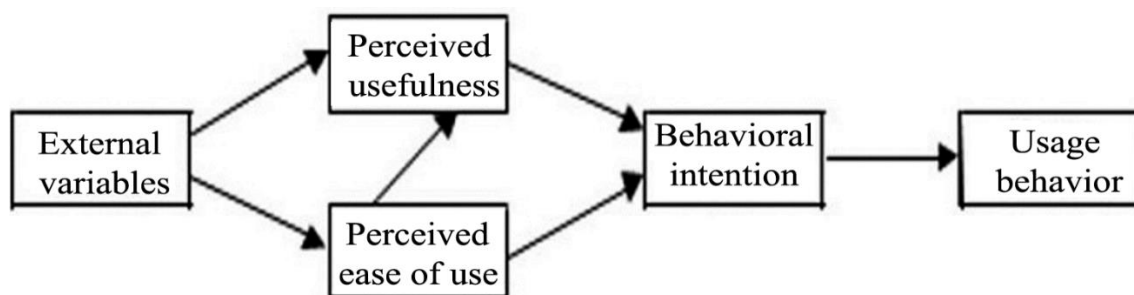 Perceived
usefulness
External
variables
Behavioral
intention
Usage
behavior
Perceived
ease of use